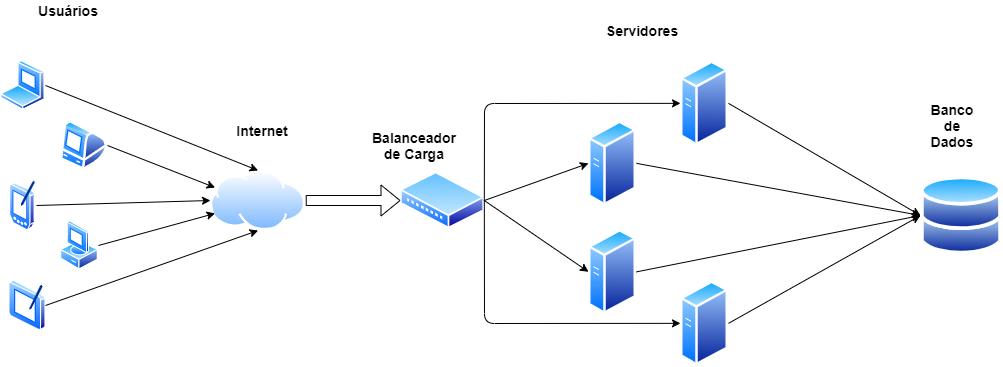 Usuários
Internet
Balanceador
de Carga
Servidores
Banco
de
Dados